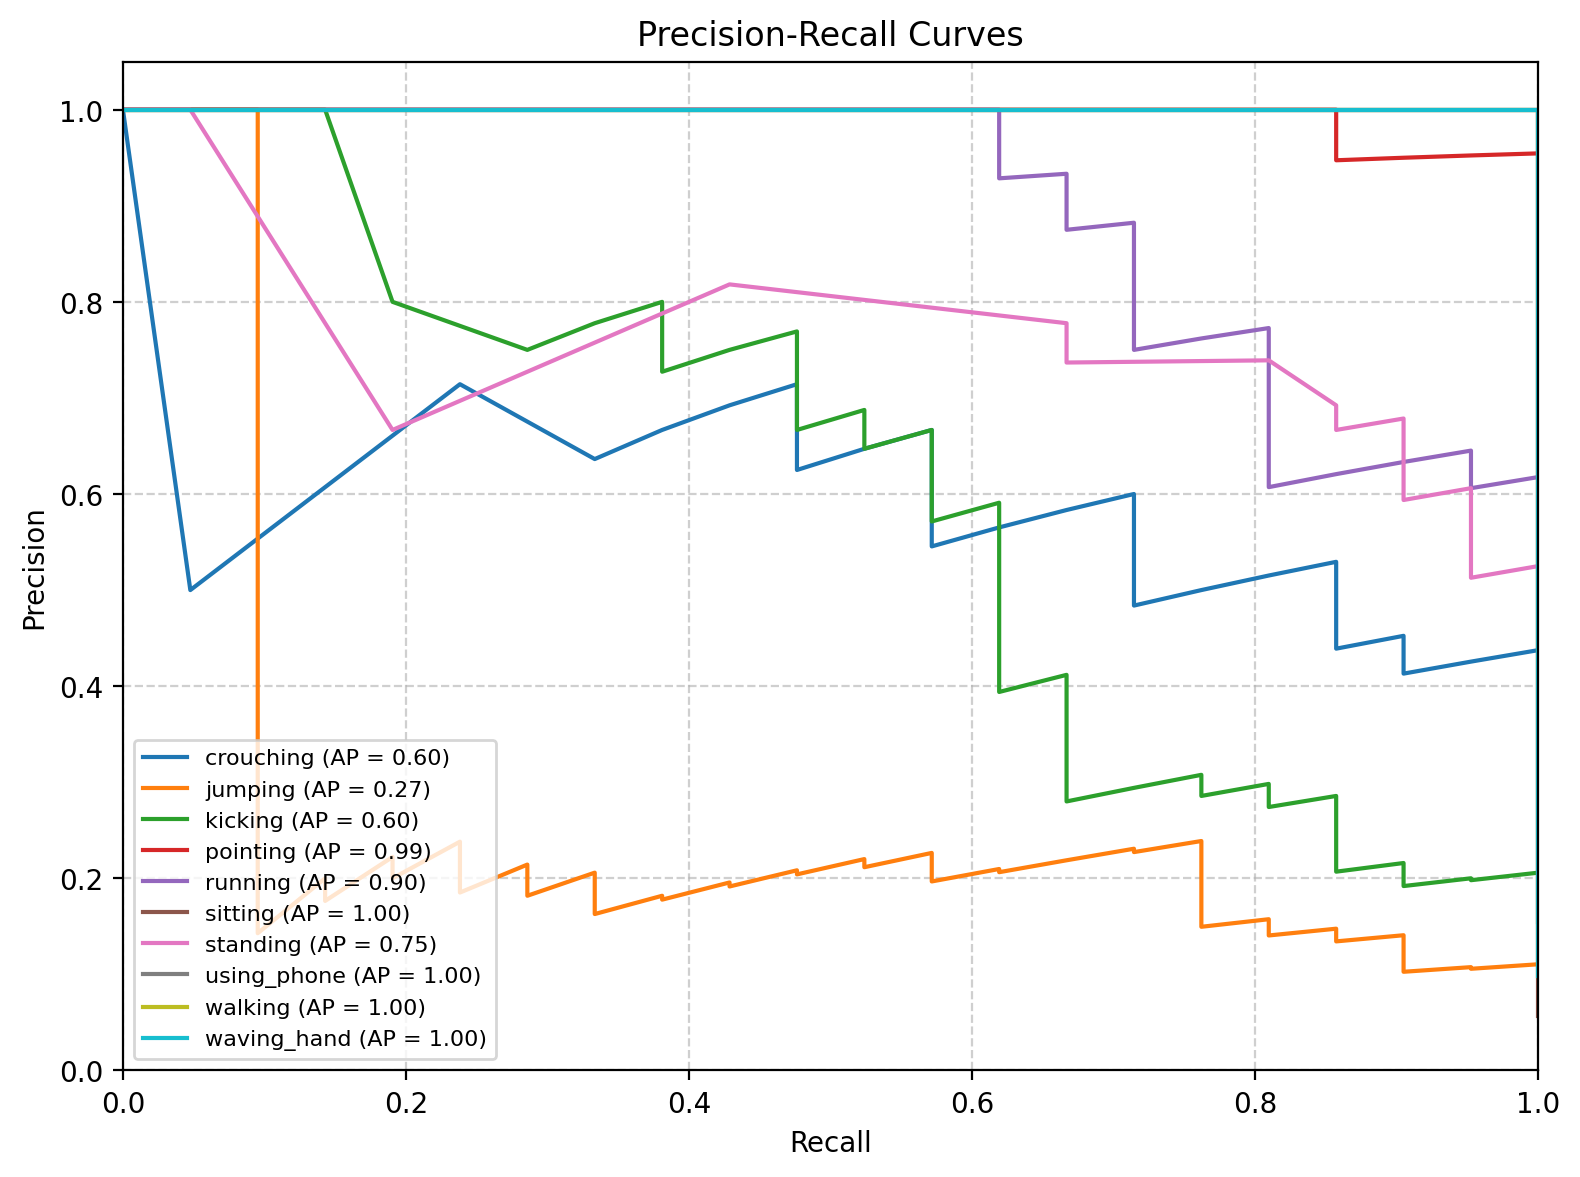 Precision-Recall Curves
1.0
0.8
0.6
0.4
0.2
0.0
Precision
crouching (AP = 0.60)
jumping (AP = 0.27)
kicking (AP = 0.60)
pointing (AP = 0.99)
running (AP = 0.90)
sitting (AP = 1.00)
standing (AP = 0.75)
using_phone (AP = 1.00)
walking (AP = 1.00)
waving_hand (AP = 1.00)
0.0 0.2 0.4 0.6 0.8 1.0
Recall